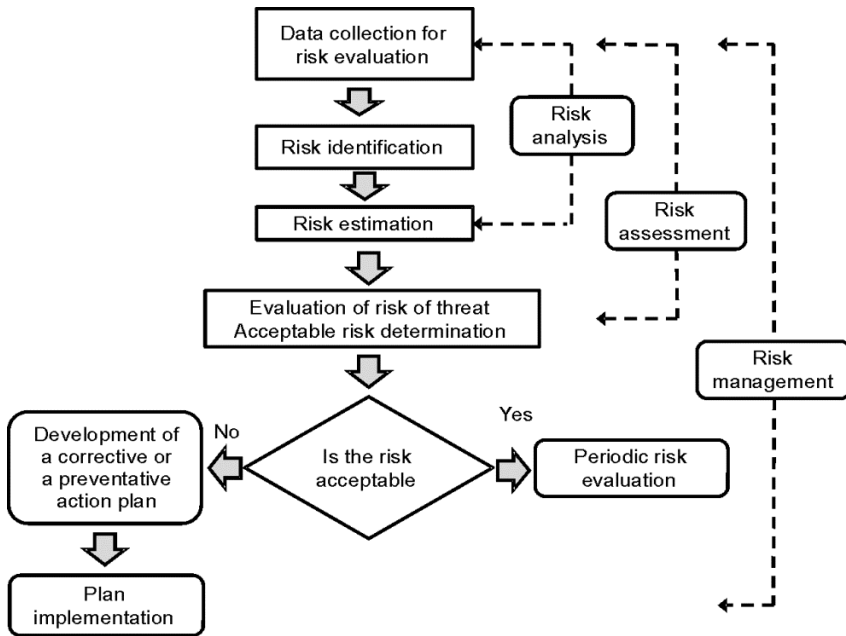 Data collection for
risk evaluation
Risk
analysis
Risk identification
Risk estimation
Risk
assessment
Evaluation of risk of threat
Acceptable risk determination
Risk
management
Is the risk
acceptable
No
Yes
Development of
a corrective or
a preventative
action plan
Periodic risk
evaluation
Plan
implementation